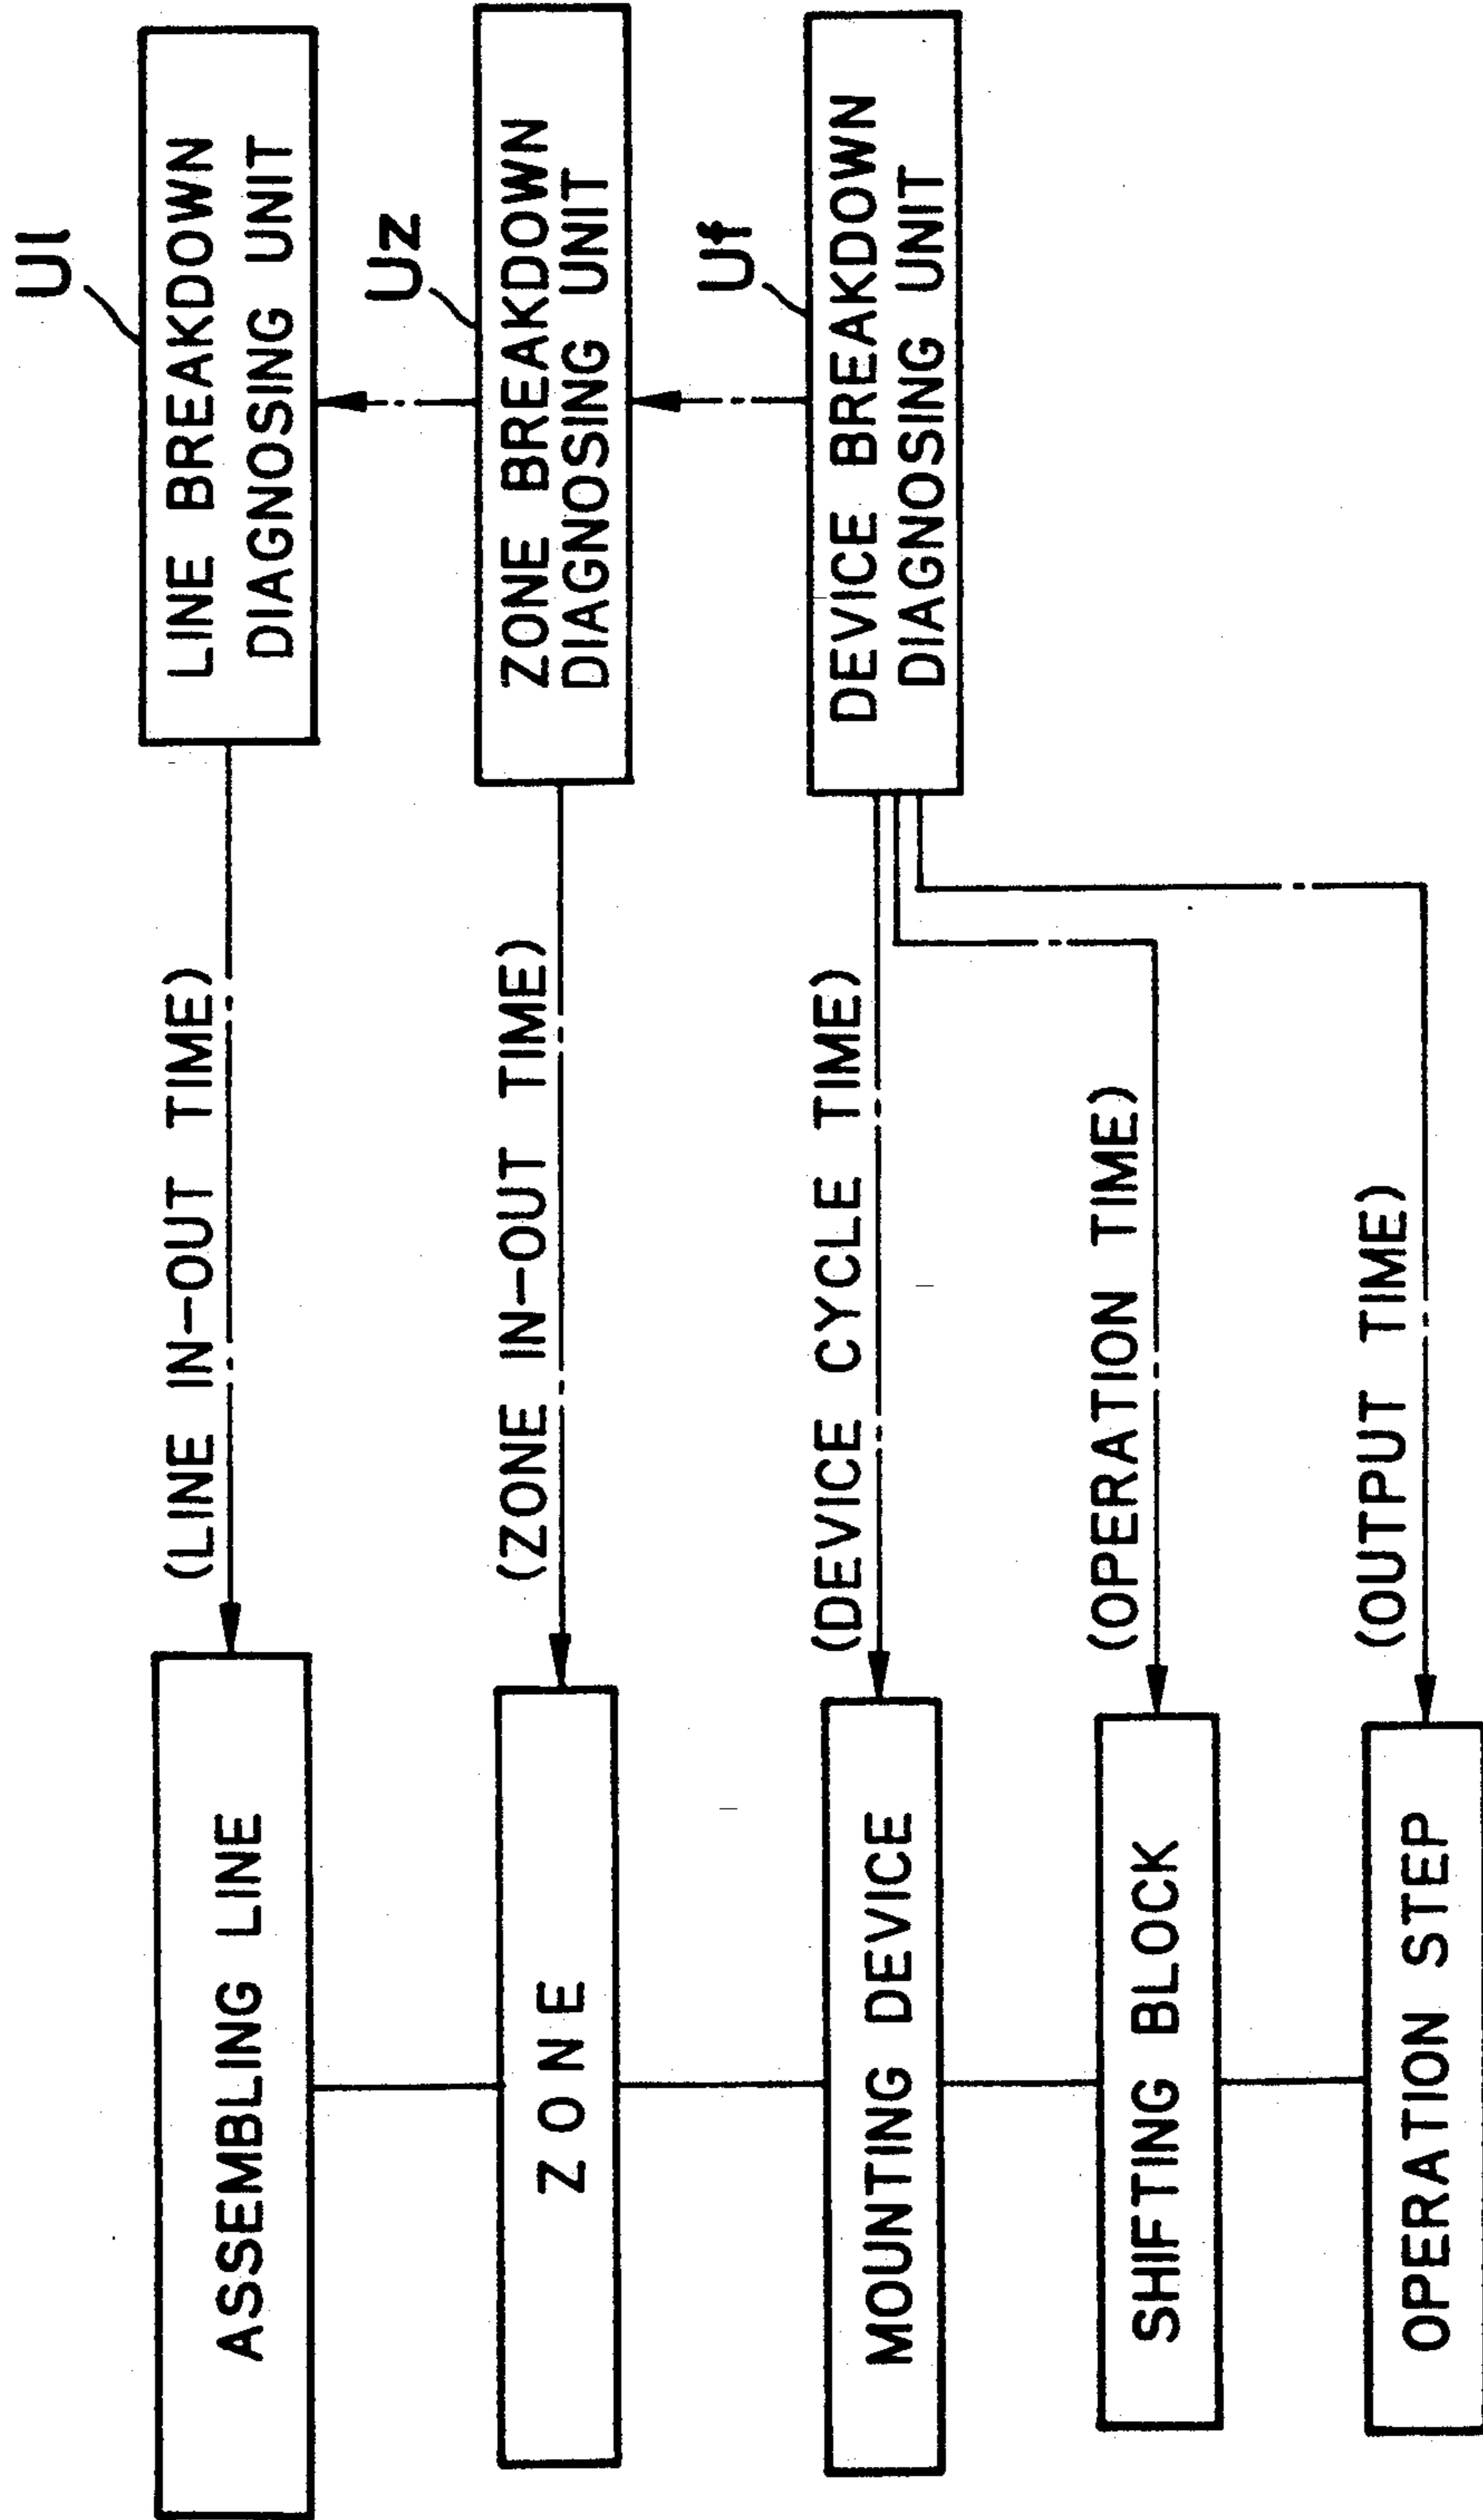 Ul
LINE BREAKDOWN
DIAGNOSING UNIT
(LINE IN-OUT TIME)
ASSEMBLING LINE
Uz
ZONE BREAKDOWN
DIAGNOSING UNIT
(ZONE IN-OUT TIME)
ZONE
Uf
DEVICE BREAKDOWN
DIAGNOSING UNIT
(DEVICE CYCLE TIME)
MOUNTING DEVICE
(OPERATION TIME)
SHIFTING BLOCK
(OUTPUT TIME)
OPERATION STEP